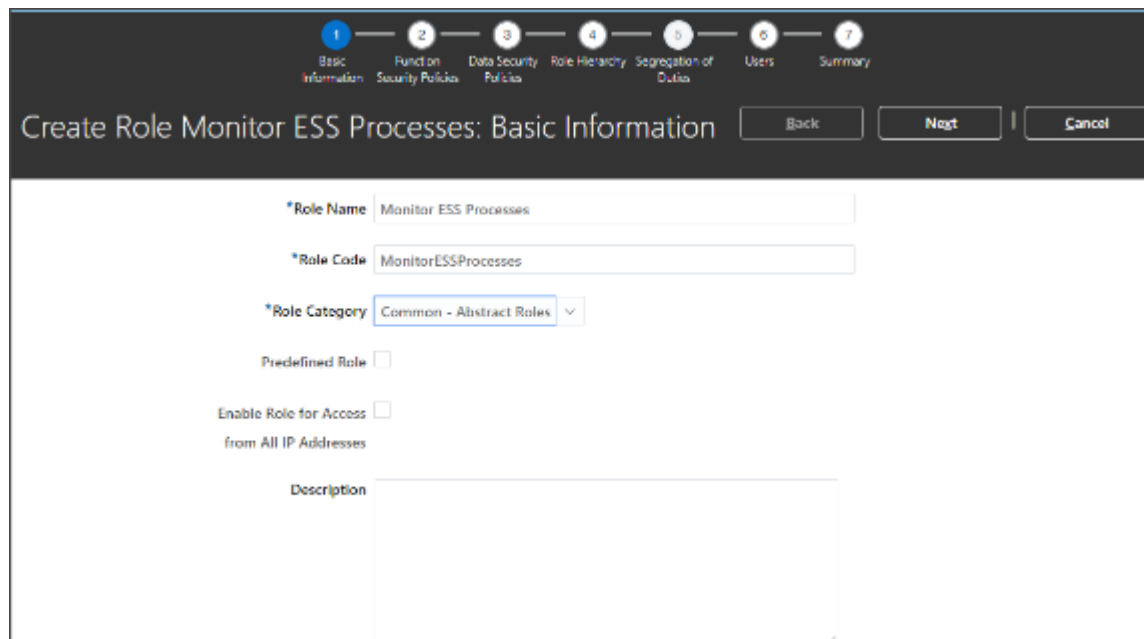 1 2 3 4 5 6 7
Basic Function Data Security Role Hierarchy Segregation of Users Summary
Information Security Policies Policies Duties
Create Role Monitor ESS Processes: Basic Information Back Next | Cancel
*Role Name Monitor ESS Processes
*Role Code MonitorESSProcesses
*Role Category Common - Abstract Roles
Predefined Role
Enable Role for Access
from All IP Addresses
Description